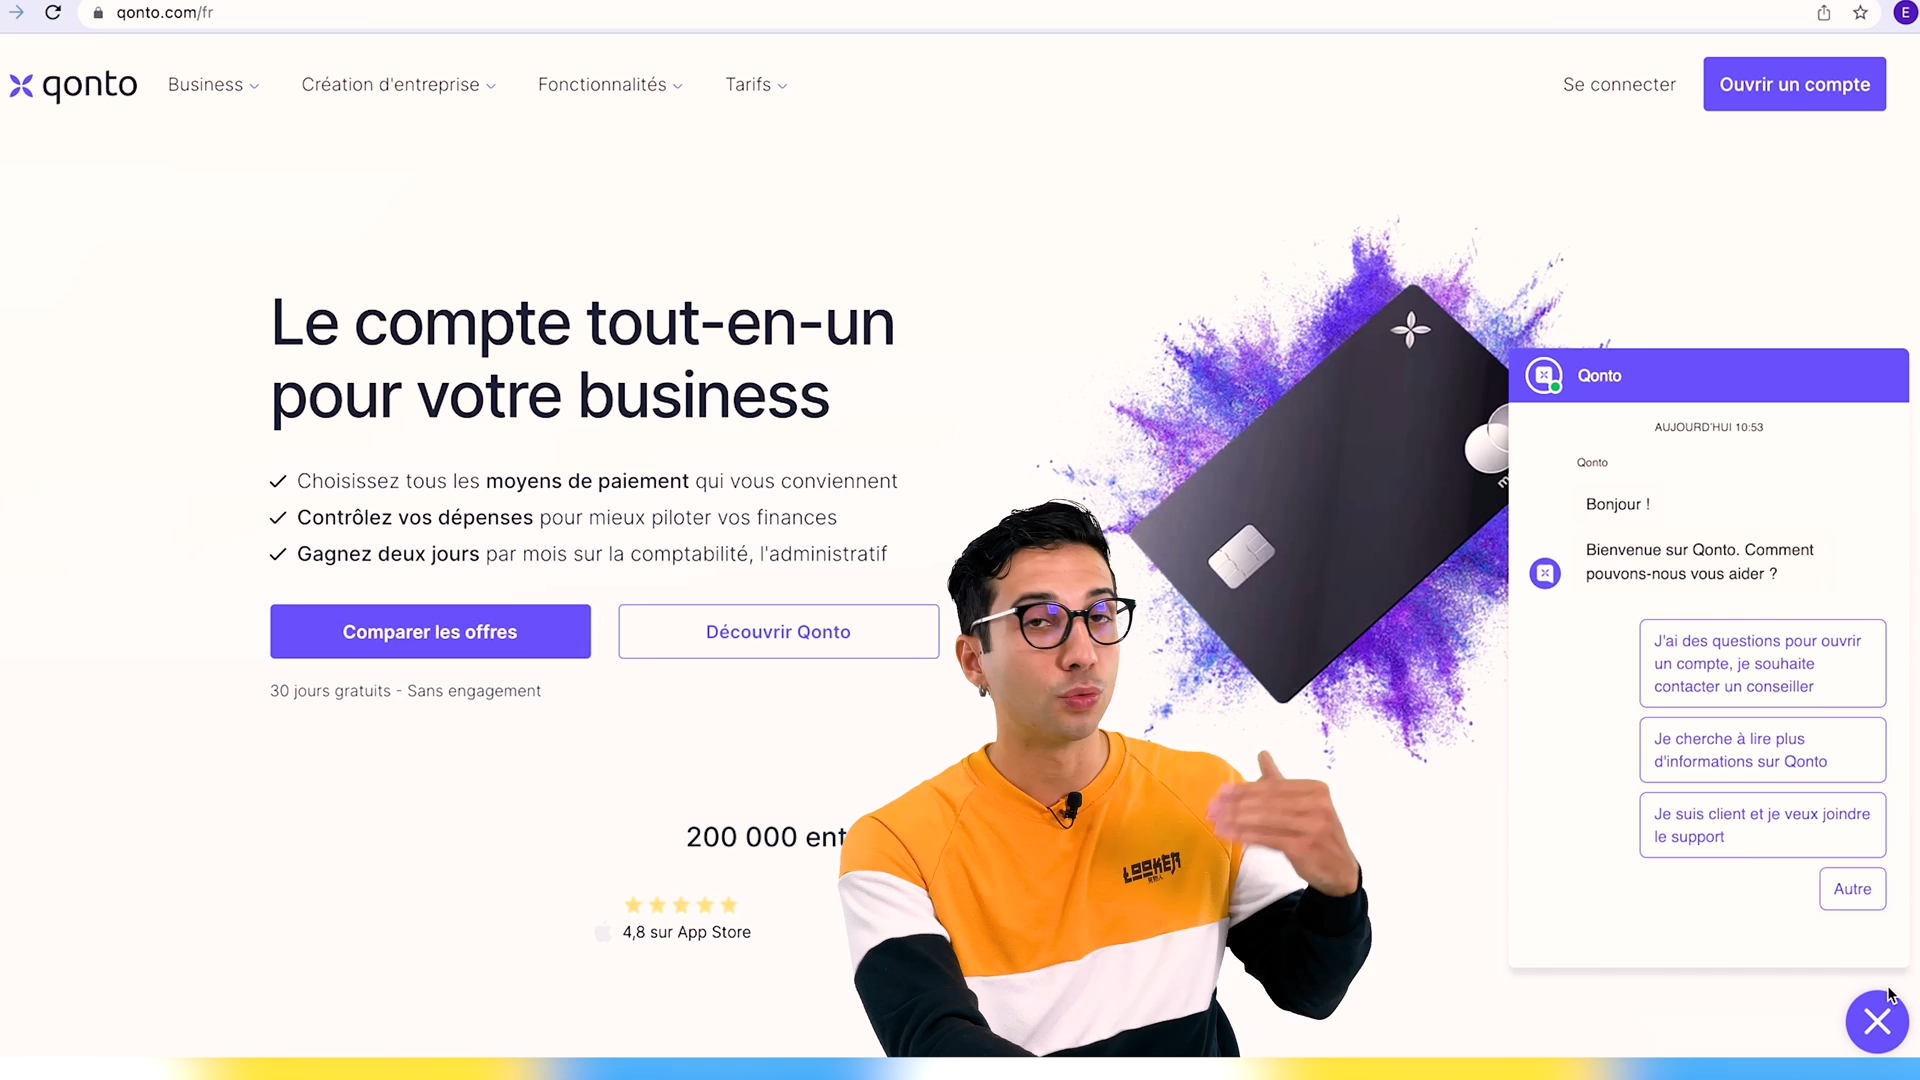 qonto.com/fr
E
qonto
Business
Création d'entreprise
Fonctionnalités
Tarifs
Se connecter
Ouvrir un compte
Le compte tout-en-un
pour votre business
Choisissez tous les moyens de paiement qui vous conviennent
Contrôlez vos dépenses pour mieux piloter vos finances
Gagnez deux jours par mois sur la comptabilité, l'administratif
Comparer les offres
Découvrir Qonto
30 jours gratuits - Sans engagement
200 000 ent
4,8 sur App Store
LOOKER
Qonto
AUJOURD'HUI 10:53
Qonto
Bonjour !
Bienvenue sur Qonto. Comment
pouvons-nous vous aider ?
J'ai des questions pour ouvrir
un compte, je souhaite
contacter un conseiller
Je cherche à lire plus
d'informations sur Qonto
Je suis client et je veux joindre
le support
Autre